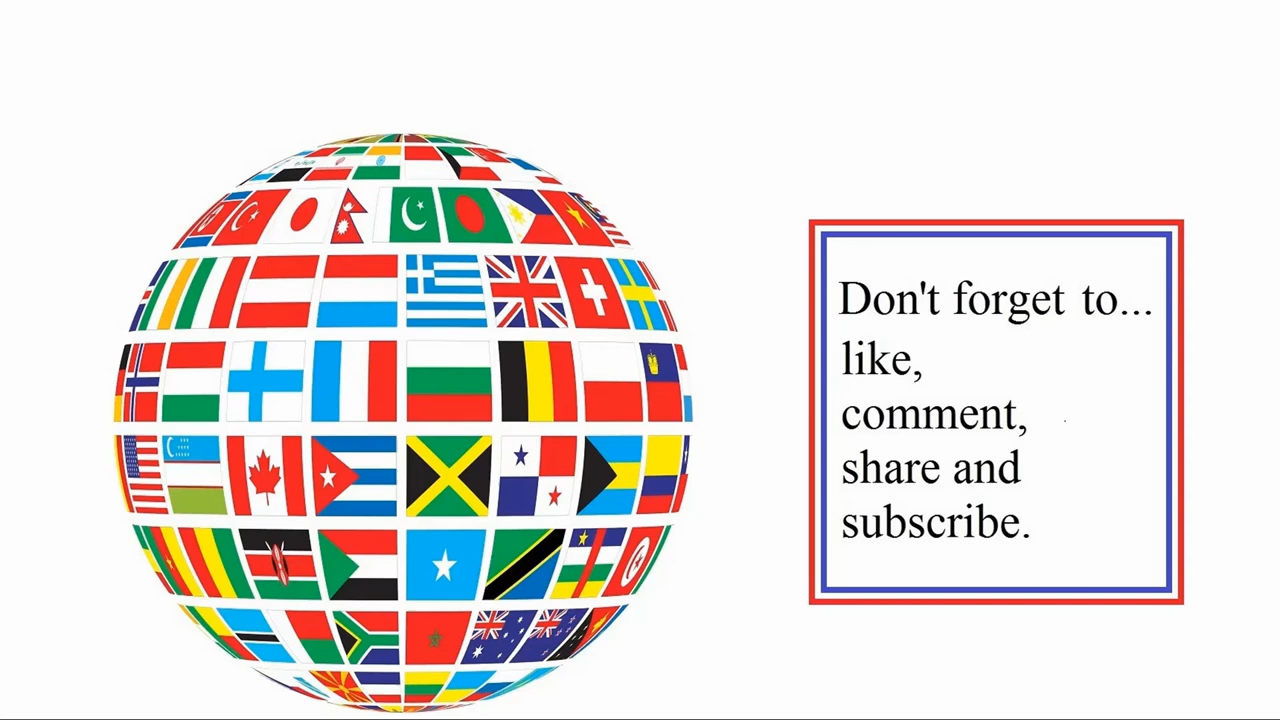 Don't forget to...
like,
comment,
share and
subscribe.